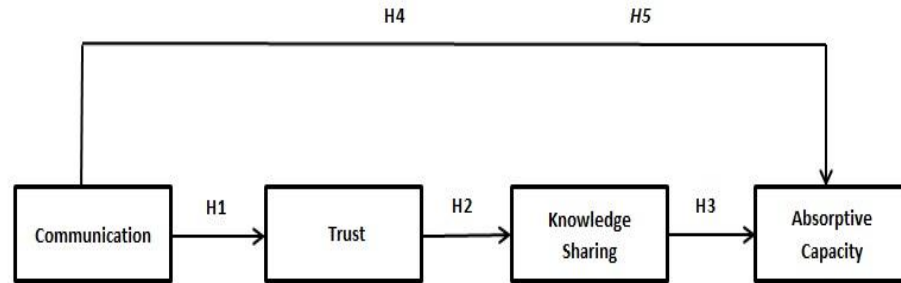 H4 H5
H1 H2 H3
Communication
Trust
Knowledge
Sharing
Absorptive
Capacity